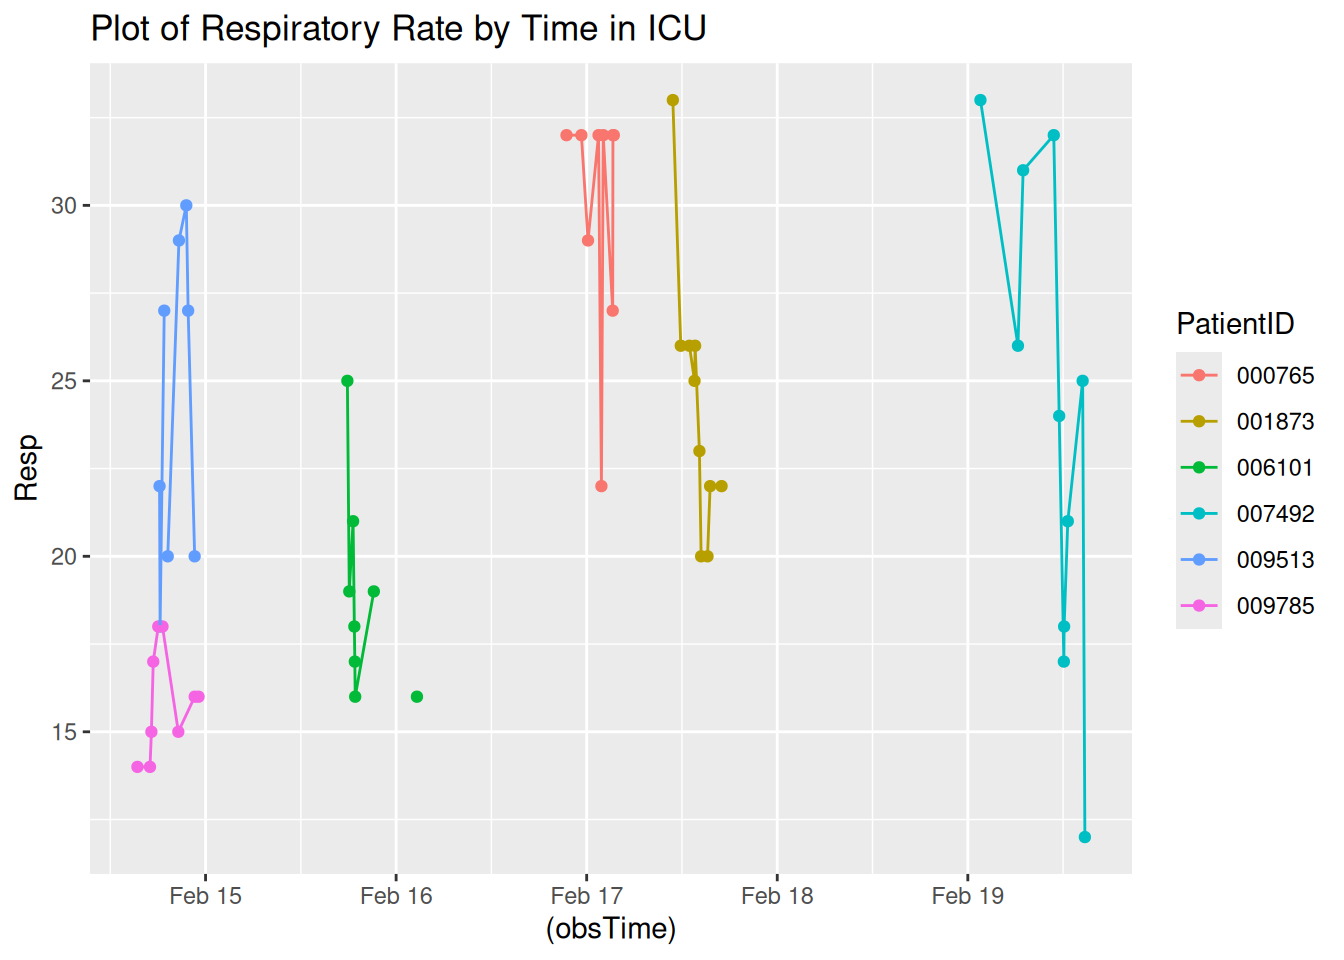 Plot of Respiratory Rate by Time in ICU
Resp
30
25
20
15
Feb 15
Feb 16
Feb 17
Feb 18
Feb 19
(obsTime)
PatientID
000765
001873
006101
007492
009513
009785